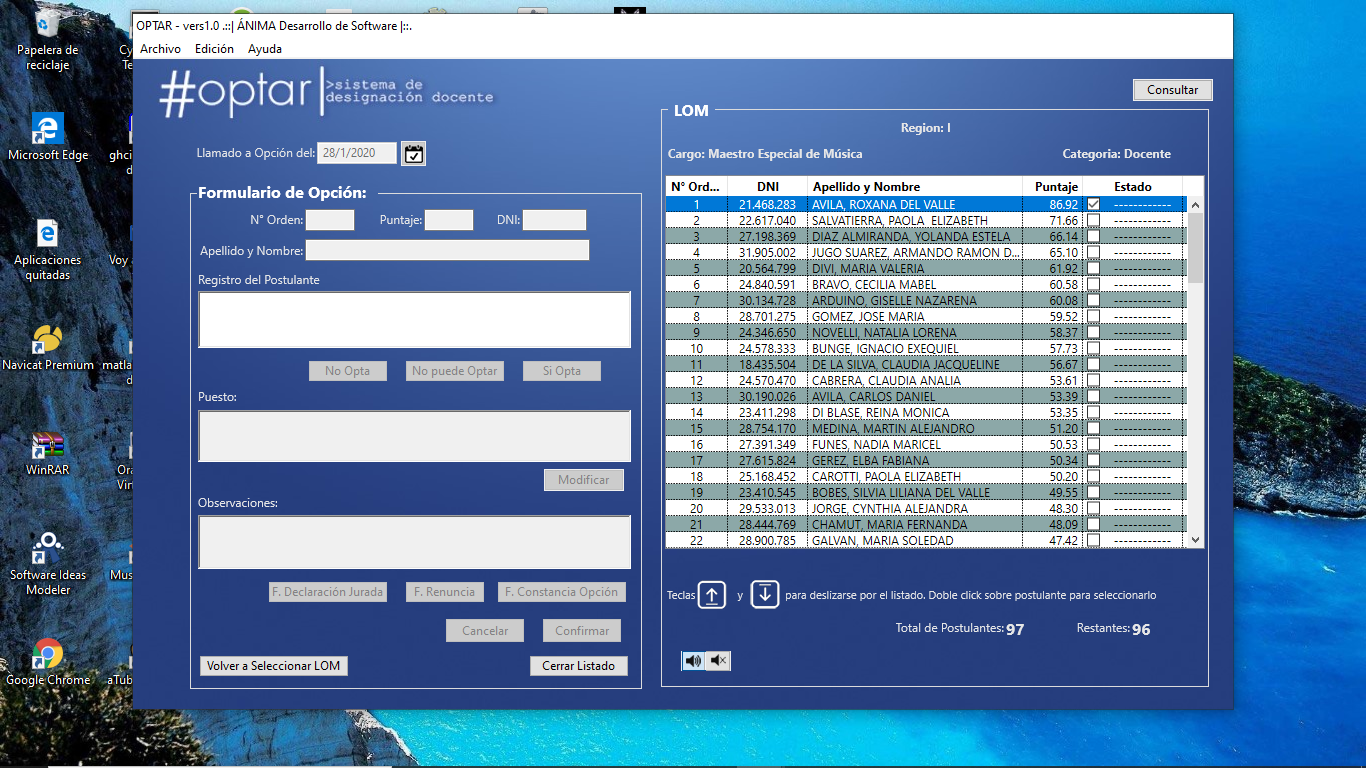 OPTAR - vers1.0 .::| ÁNIMA Desarrollo de Software |::.
Archivo Edición Ayuda
#optar >sistema de
designación docente
Consultar
Llamado a Opción del: 28/1/2020
Formulario de Opción:
N° Orden: Puntaje: DNI:
Apellido y Nombre:
Registro del Postulante
No Opta No puede Optar Si Opta
Puesto:
Modificar
Observaciones:
F. Declaración Jurada F. Renuncia F. Constancia Opción
Cancelar Confirmar
Volver a Seleccionar LOM Cerrar Listado
LOM
Region: I
Cargo: Maestro Especial de Música Categoria: Docente
N° Ord... DNI Apellido y Nombre Puntaje Estado
1 21.468.283 AVILA, ROXANA DEL VALLE 86.92 ------------
2 22.617.040 SALVATIERRA, PAOLA  ELIZABETH 71.66 ------------
3 27.198.369 DIAZ ALMIRANDA, YOLANDA ESTELA 66.14 ------------
4 31.905.002 JUGO SUAREZ, ARMANDO RAMON D... 65.10 ------------
5 20.564.799 DIVI, MARIA VALERIA 61.92 ------------
6 24.840.591 BRAVO, CECILIA MABEL 60.58 ------------
7 30.134.728 ARDUINO, GISELLE NAZARENA 60.08 ------------
8 28.701.275 GOMEZ, JOSE MARIA 59.52 ------------
9 24.346.650 NOVELLI, NATALIA LORENA 58.37 ------------
10 24.578.333 BUNGE, IGNACIO EXEQUIEL 57.73 ------------
11 18.435.504 DE LA SILVA, CLAUDIA JACQUELINE 56.67 ------------
12 24.570.470 CABRERA, CLAUDIA ANALIA 53.61 ------------
13 30.190.026 AVILA, CARLOS DANIEL 53.39 ------------
14 23.411.298 DI BLASE, REINA MONICA 53.35 ------------
15 28.754.170 MEDINA, MARTIN ALEJANDRO 51.20 ------------
16 27.391.349 FUNES, NADIA MARICEL 50.53 ------------
17 27.615.824 GEREZ, ELBA FABIANA 50.34 ------------
18 25.168.452 CAROTTI, PAOLA ELIZABETH 50.20 ------------
19 23.410.545 BOBES, SILVIA LILIANA DEL VALLE 49.55 ------------
20 29.533.013 JORGE, CYNTHIA ALEJANDRA 48.30 ------------
21 28.444.769 CHAMUT, MARIA FERNANDA 48.09 ------------
22 28.900.785 GALVAN, MARIA SOLEDAD 47.42 ------------
Teclas y para deslizarse por el listado. Doble click sobre postulante para seleccionarlo
Total de Postulantes: 97 Restantes: 96
Papelera de
reciclaje
Microsoft Edge
Aplicaciones
quitadas
Navicat Premium
WinRAR
Software Ideas
Modeler
Google Chrome
Cy
Te
ghci
d
Voy a
matla
d
Ora
Virt
Mus
aTub